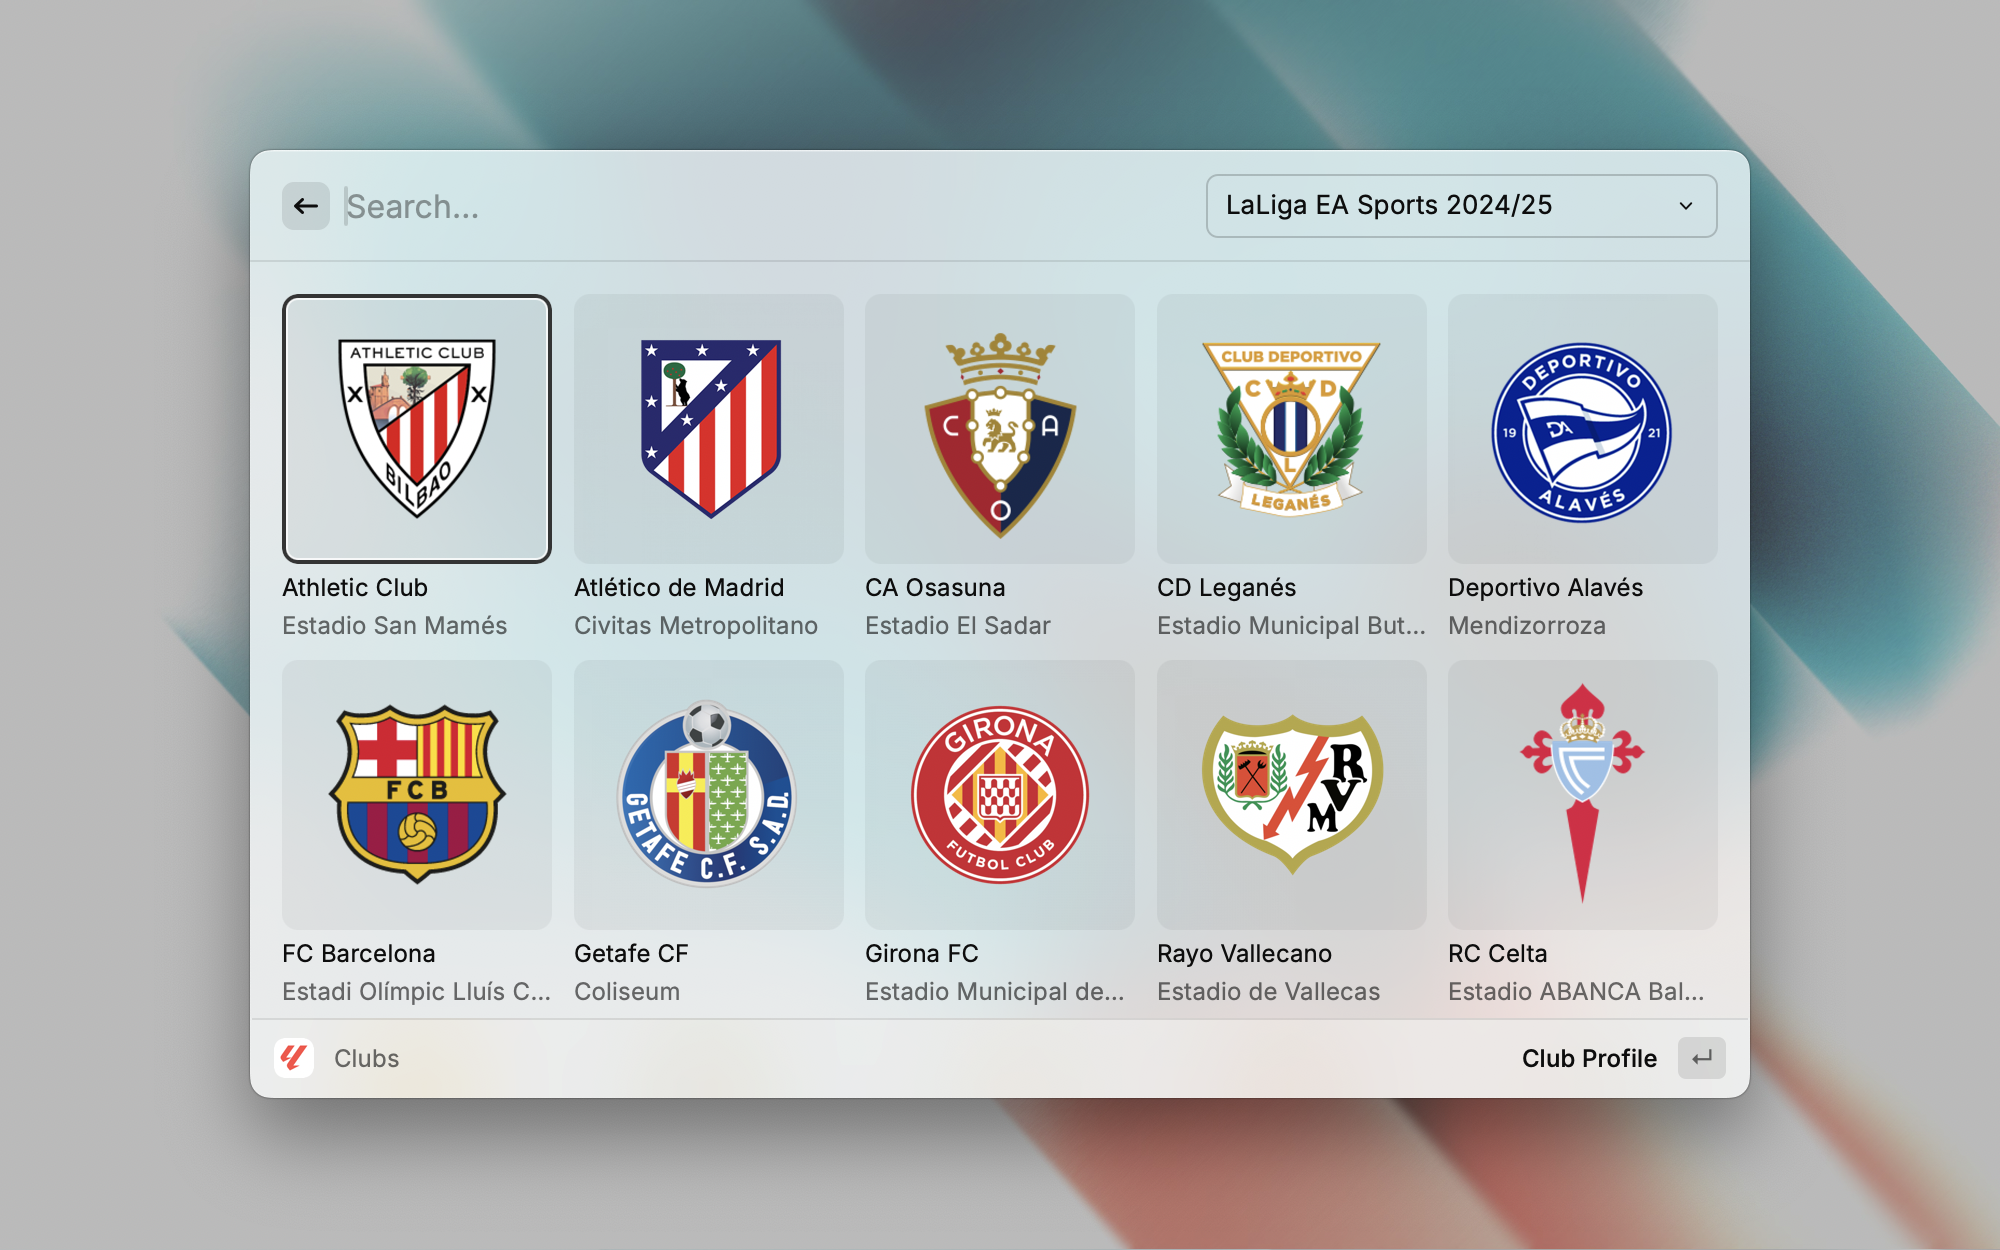 Search...
LaLiga EA Sports 2024/25
ATHLETIC CLUB
BILBAO
C A
O
CLUB DEPORTIVO
C D
L
LEGANÉS
DEPORTIVO
19 DA 21
ALAVÉS
Athletic Club
Estadio San Mamés
Atlético de Madrid
Civitas Metropolitano
CA Osasuna
Estadio El Sadar
CD Leganés
Estadio Municipal But...
Deportivo Alavés
Mendizorroza
FCB
GETAFE C.F. S.A.D.
GIRONA
FUTBOL CLUB
R
V
M
FC Barcelona
Estadi Olímpic Lluís C...
Getafe CF
Coliseum
Girona FC
Estadio Municipal de...
Rayo Vallecano
Estadio de Vallecas
RC Celta
Estadio ABANCA Bal...
Clubs
Club Profile